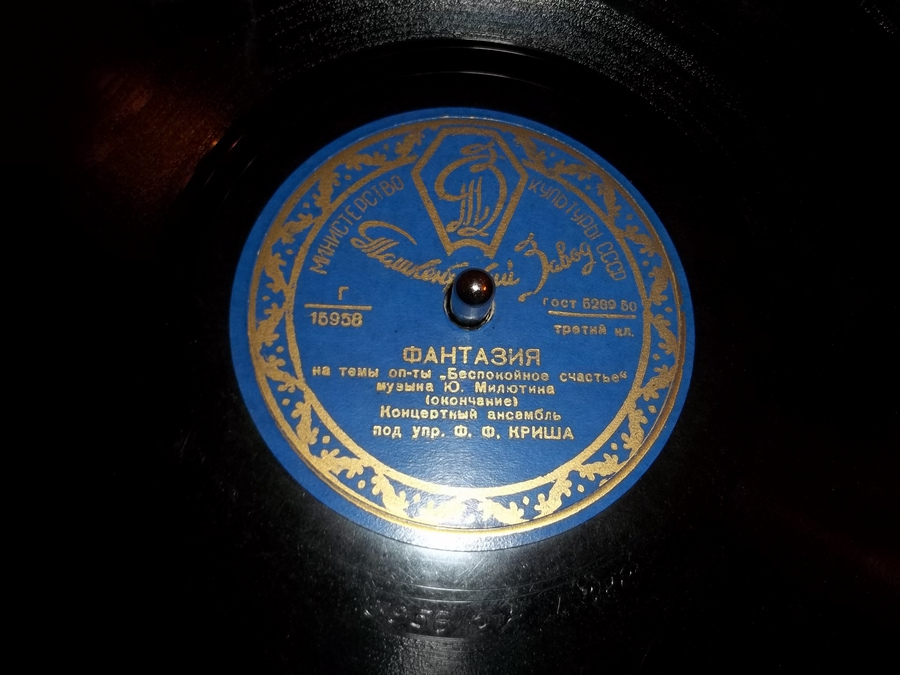 МИНИСТЕРСТВО КУЛЬТУРЫ СССР
Ташкентский Завод
Г
15958
ГОСТ 5289 50
третий кл.
ФАНТАЗИЯ
на темы оп-ты „Беспокойное счастье“
музыка Ю. Милютина
(окончание)
Концертный ансамбль
под упр. Ф. Ф. КРИША